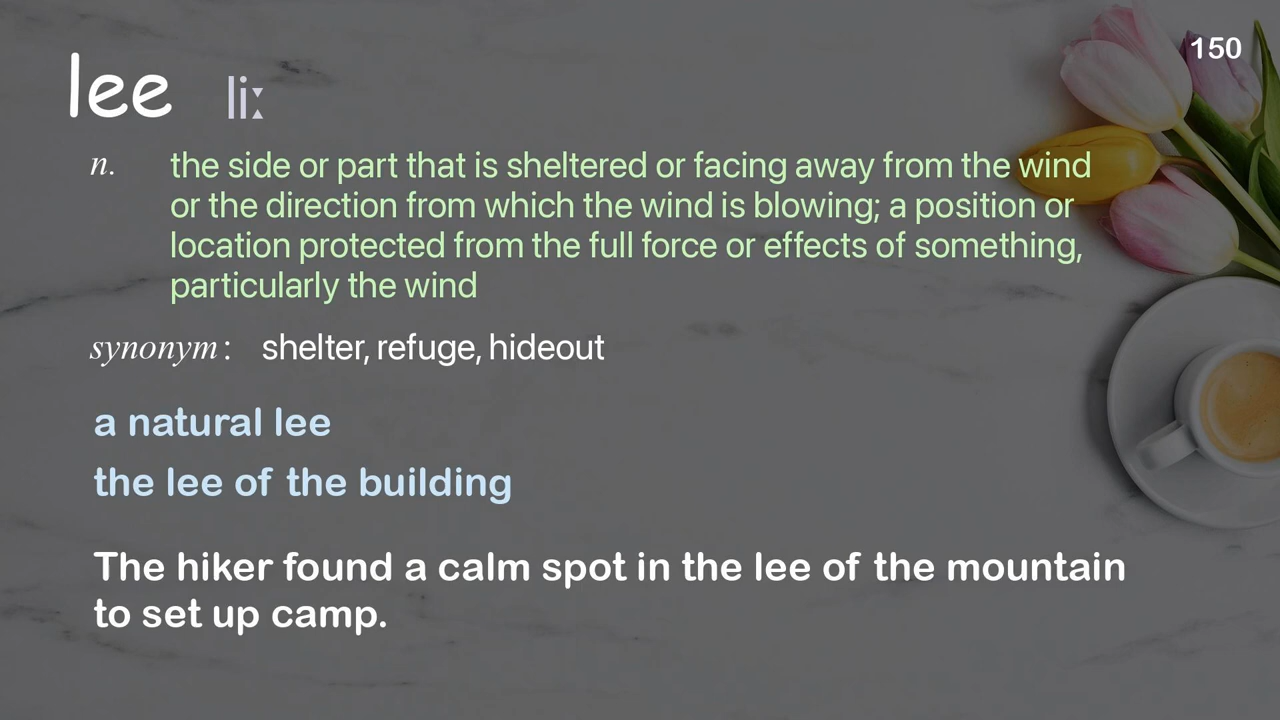 150
lee liː
n. the side or part that is sheltered or facing away from the wind
or the direction from which the wind is blowing; a position or
location protected from the full force or effects of something,
particularly the wind
synonym : shelter, refuge, hideout
a natural lee
the lee of the building
The hiker found a calm spot in the lee of the mountain
to set up camp.